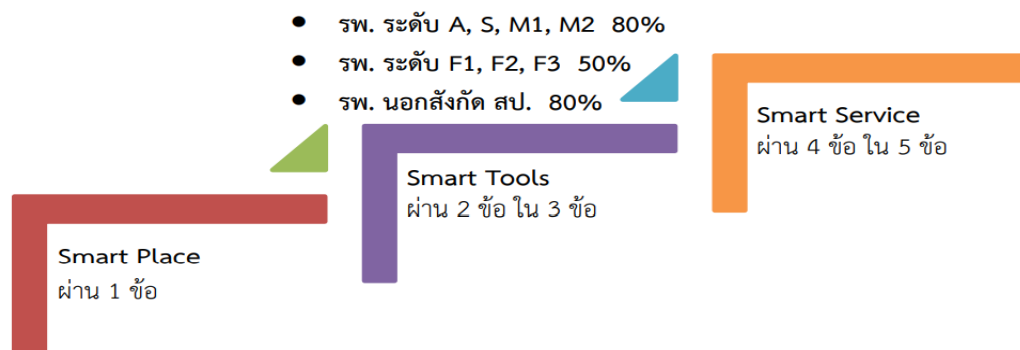 ● รพ. ระดับ A, S, M1, M2 80%
● รพ. ระดับ F1, F2, F3 50%
● รพ. นอกสังกัด สป. 80%
Smart Place
ผ่าน 1 ข้อ
Smart Tools
ผ่าน 2 ข้อ ใน 3 ข้อ
Smart Service
ผ่าน 4 ข้อ ใน 5 ข้อ